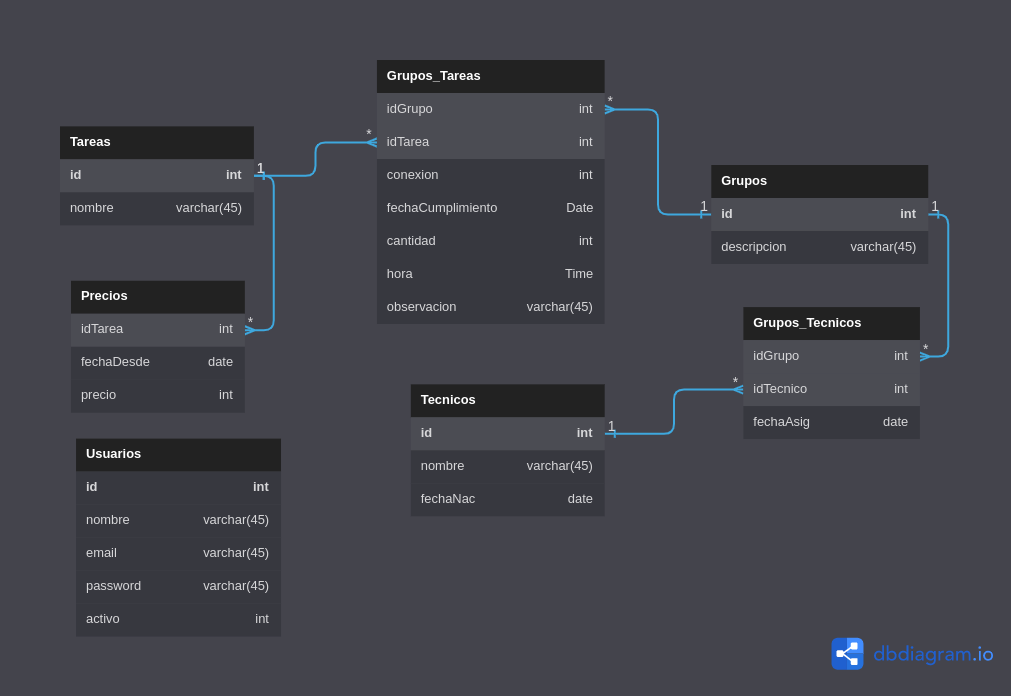 Grupos_Tareas
idGrupo int
idTarea int
conexion int
fechaCumplimiento Date
cantidad int
hora Time
observacion varchar(45)
*
*
Tareas
id int
nombre varchar(45)
1
Grupos
id int
descripcion varchar(45)
1
1
Precios
idTarea int
fechaDesde date
precio int
*
Grupos_Tecnicos
idGrupo int
idTecnico int
fechaAsig date
*
*
Tecnicos
id int
nombre varchar(45)
fechaNac date
1
Usuarios
id int
nombre varchar(45)
email varchar(45)
password varchar(45)
activo int
dbdiagram.io